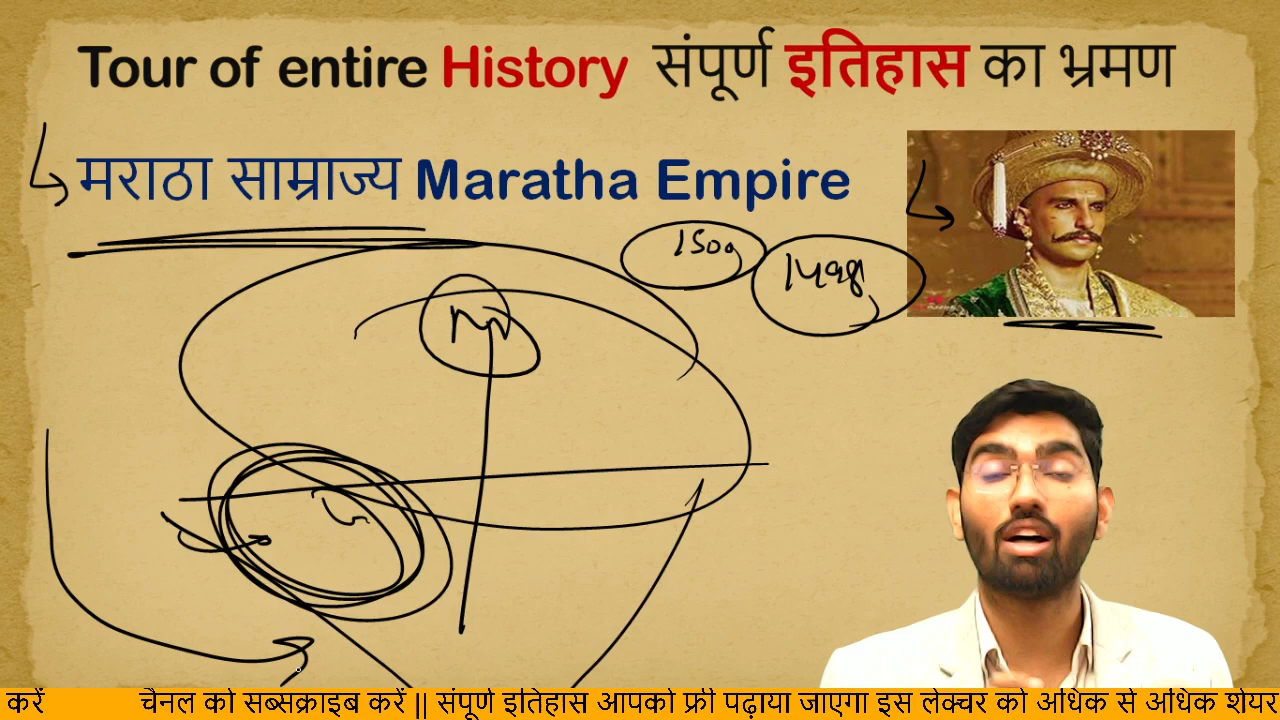 Tour of entire History संपूर्ण इतिहास का भ्रमण
मराठा साम्राज्य Maratha Empire
1500
1498
करें चैनल को सब्सक्राइब करें || संपूर्ण इतिहास आपको फ्री पढ़ाया जाएगा इस लेक्चर को अधिक से अधिक शेयर